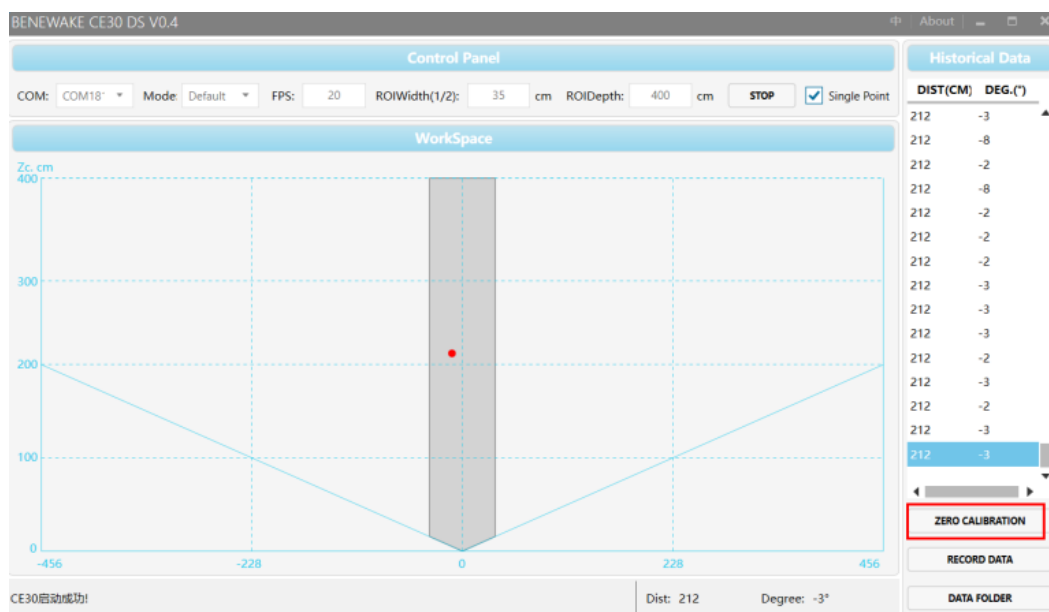 BENEWAKE CE30 DS V0.4 中 About
Control Panel
COM: COM18 Mode: Default FPS: 20 ROIWidth(1/2): 35 cm ROIDepth: 400 cm STOP Single Point
WorkSpace
Zc. cm
400
300
200
100
0
-456 -228 0 228 456
Historical Data
DIST(CM) DEG.(°)
212 -3
212 -8
212 -2
212 -8
212 -2
212 -2
212 -2
212 -3
212 -3
212 -3
212 -2
212 -3
212 -2
212 -3
212 -3
ZERO CALIBRATION
RECORD DATA
DATA FOLDER
CE30启动成功! Dist: 212 Degree: -3°